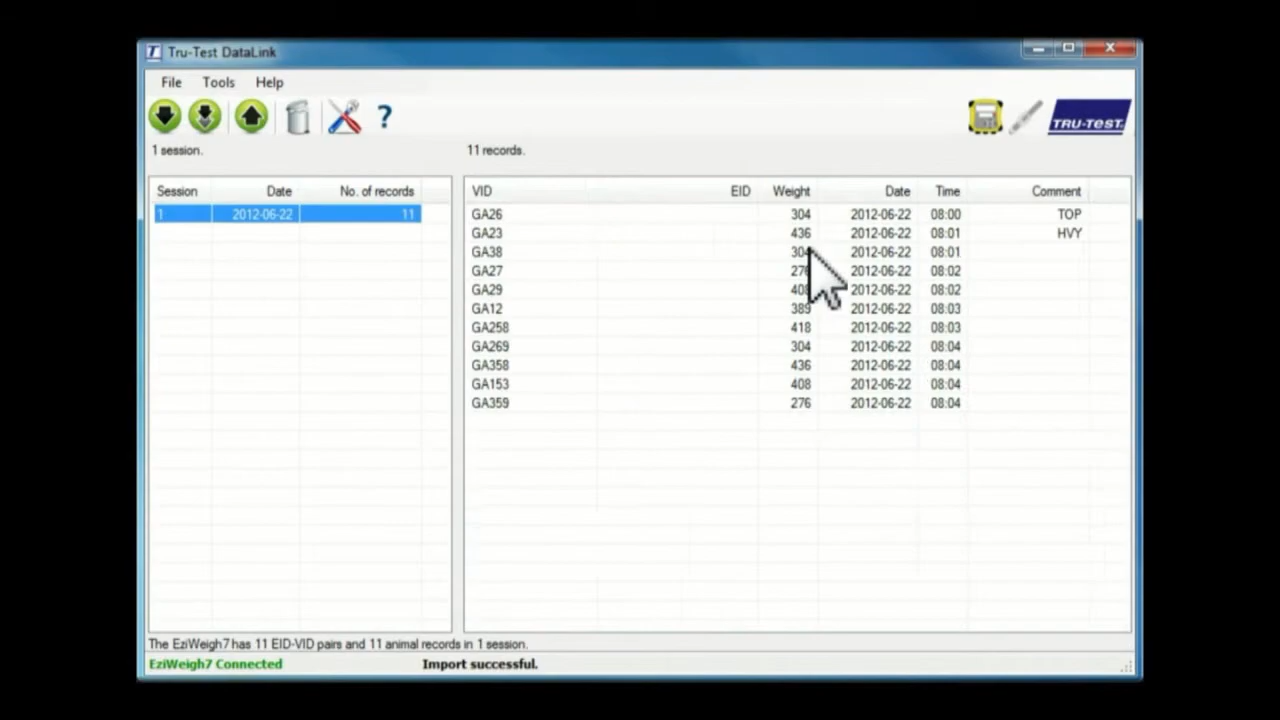 Tru-Test DataLink
File Tools Help
?
TRU-TEST
1 session.
11 records.
Session Date No. of records
1 2012-06-22 11
VID EID Weight Date Time Comment
GA26 304 2012-06-22 08:00 TOP
GA23 436 2012-06-22 08:01 HVY
GA38 304 2012-06-22 08:01
GA27 276 2012-06-22 08:02
GA29 408 2012-06-22 08:02
GA12 389 2012-06-22 08:03
GA258 418 2012-06-22 08:03
GA269 304 2012-06-22 08:04
GA358 436 2012-06-22 08:04
GA153 408 2012-06-22 08:04
GA359 276 2012-06-22 08:04
The EziWeigh7 has 11 EID-VID pairs and 11 animal records in 1 session.
EziWeigh7 Connected Import successful.